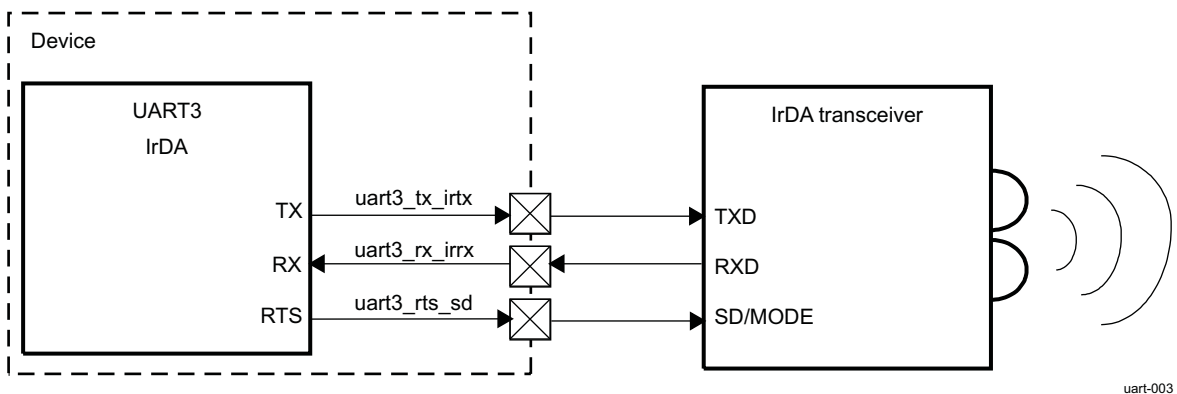 Device
UART3
IrDA
TX
RX
RTS
uart3_tx_irtx
uart3_rx_irrx
uart3_rts_sd
IrDA transceiver
TXD
RXD
SD/MODE
uart-003